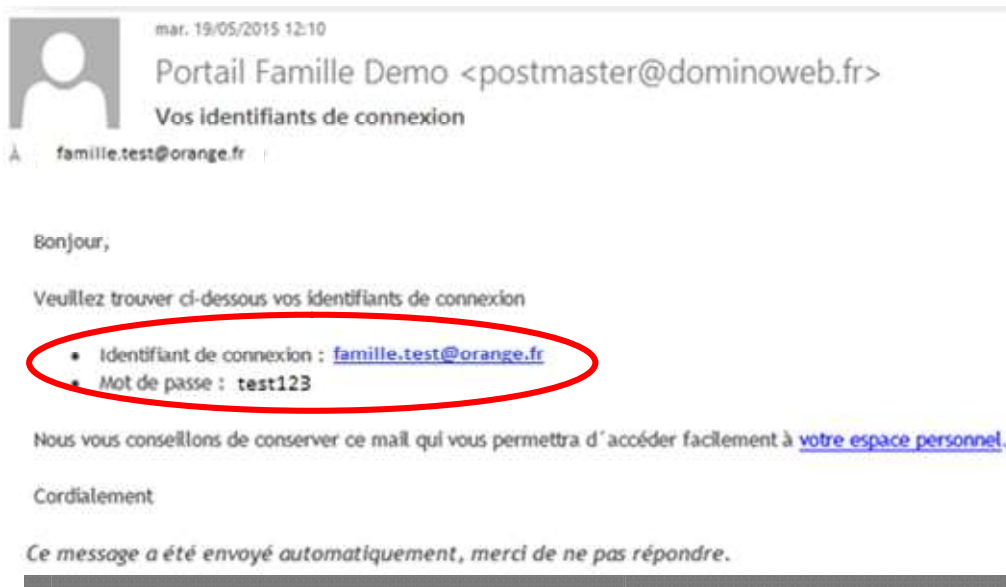 mar. 19/05/2015 12:10
Portail Famille Demo <postmaster@dominoweb.fr>
Vos identifiants de connexion
À famille.test@orange.fr
Bonjour,
Veuillez trouver ci-dessous vos identifiants de connexion
• Identifiant de connexion : famille.test@orange.fr
• Mot de passe : test123
Nous vous conseillons de conserver ce mail qui vous permettra d´accéder facilement à votre espace personnel.
Cordialement
Ce message a été envoyé automatiquement, merci de ne pas répondre.